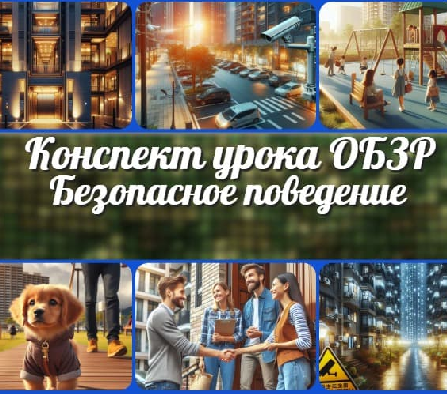 Конспект урока ОБЗР
Безопасное поведение